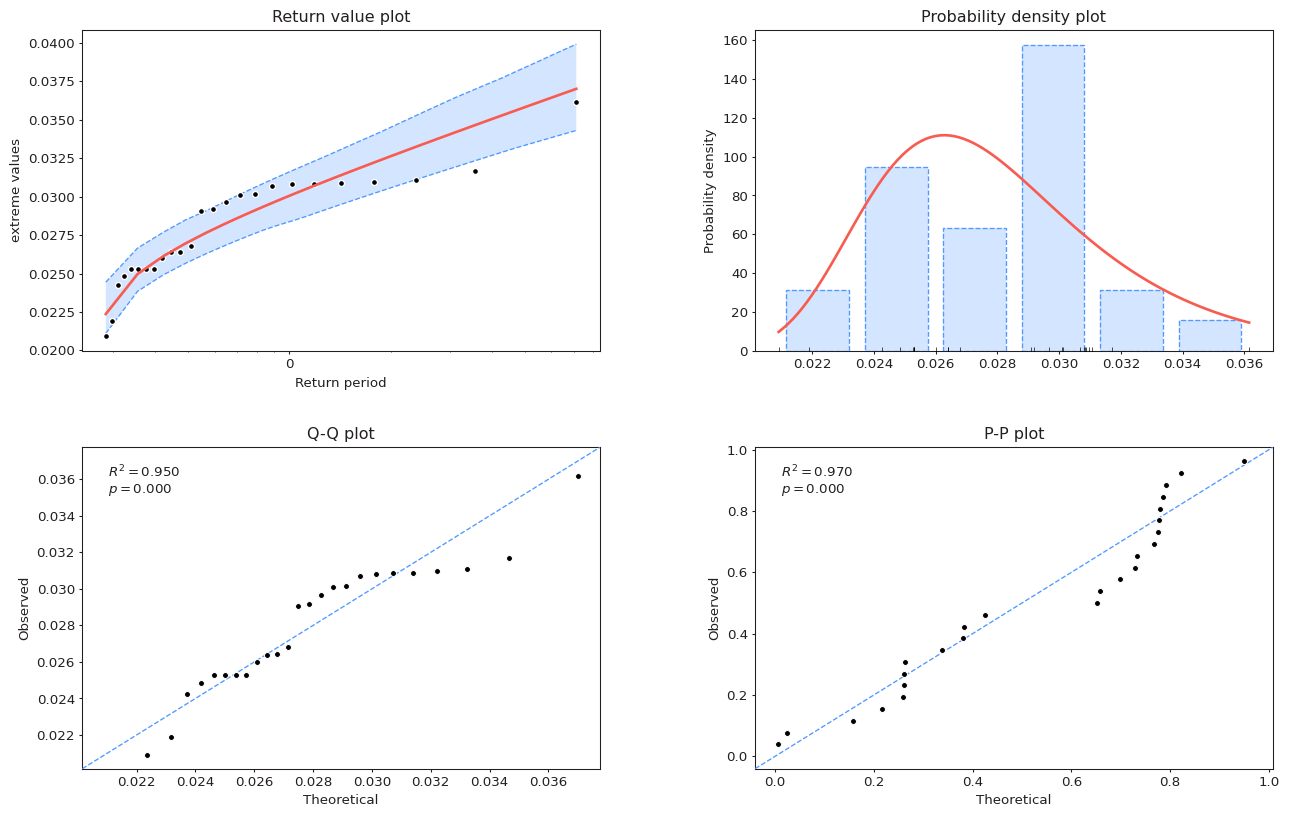 Return value plot
extreme values
0.0400
0.0375
0.0350
0.0325
0.0300
0.0275
0.0250
0.0225
0.0200
0
Return period
Probability density plot
Probability density
160
140
120
100
80
60
40
20
0
0.022 0.024 0.026 0.028 0.030 0.032 0.034 0.036
Q-Q plot
R² = 0.950
p = 0.000
Observed
0.036
0.034
0.032
0.030
0.028
0.026
0.024
0.022
0.022 0.024 0.026 0.028 0.030 0.032 0.034 0.036
Theoretical
P-P plot
R² = 0.970
p = 0.000
Observed
1.0
0.8
0.6
0.4
0.2
0.0
0.0 0.2 0.4 0.6 0.8 1.0
Theoretical